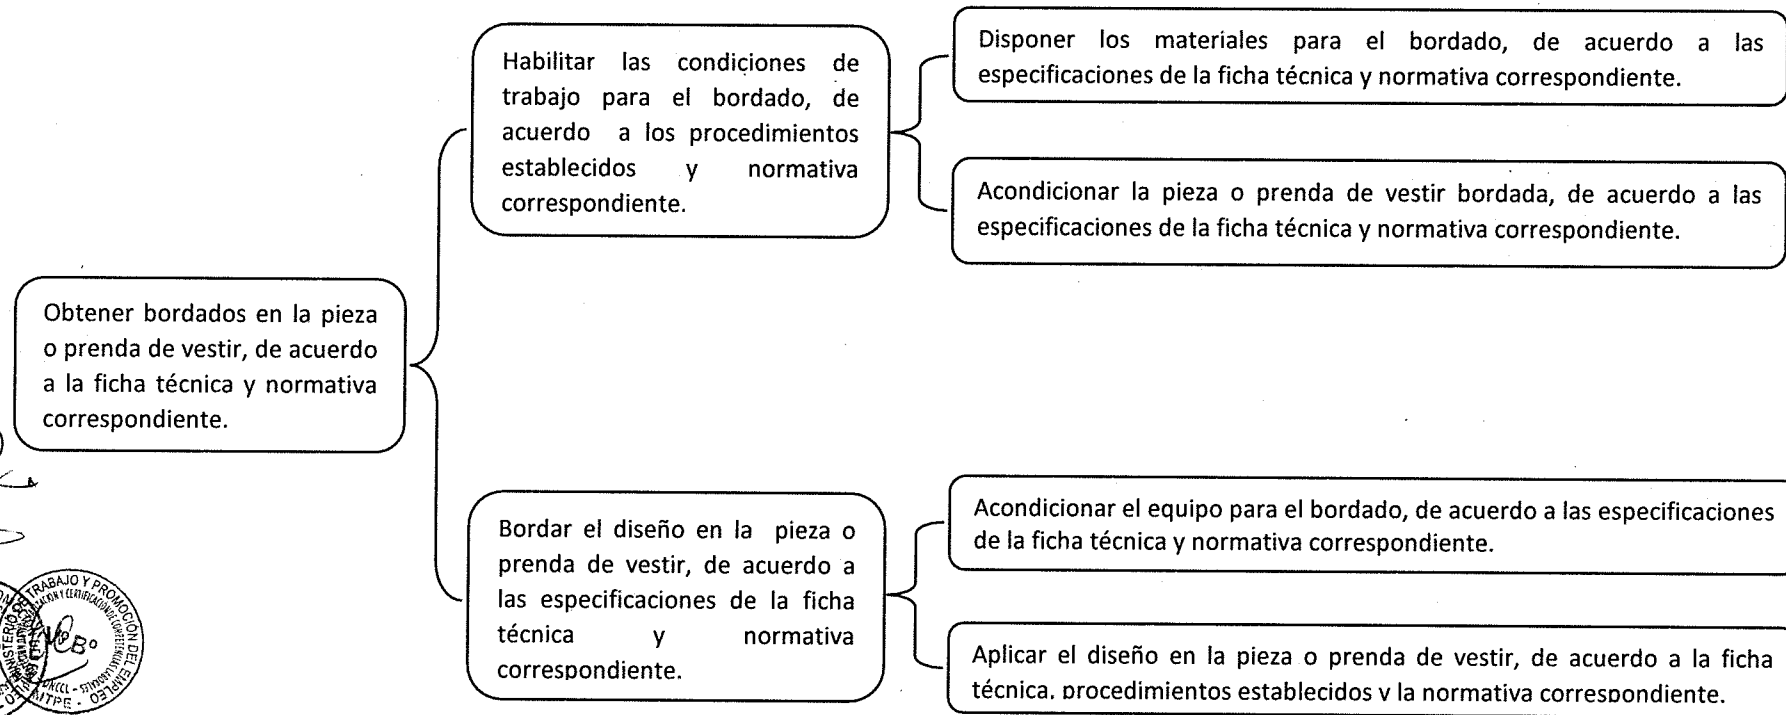 Obtener bordados en la pieza
o prenda de vestir, de acuerdo
a la ficha técnica y normativa
correspondiente.
Habilitar las condiciones de
trabajo para el bordado, de
acuerdo a los procedimientos
establecidos y normativa
correspondiente.
Disponer los materiales para el bordado, de acuerdo a las
especificaciones de la ficha técnica y normativa correspondiente.
Acondicionar la pieza o prenda de vestir bordada, de acuerdo a las
especificaciones de la ficha técnica y normativa correspondiente.
Bordar el diseño en la pieza o
prenda de vestir, de acuerdo a
las especificaciones de la ficha
técnica y normativa
correspondiente.
Acondicionar el equipo para el bordado, de acuerdo a las especificaciones
de la ficha técnica y normativa correspondiente.
Aplicar el diseño en la pieza o prenda de vestir, de acuerdo a la ficha
técnica, procedimientos establecidos y la normativa correspondiente.
MINISTERIO DE TRABAJO Y PROMOCIÓN DEL EMPLEO
VºBº
MTPE